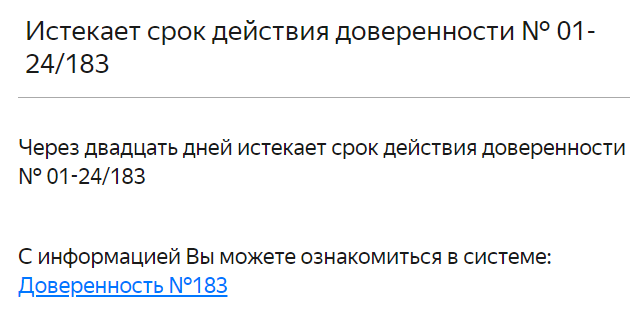 Истекает срок действия доверенности № 01-
24/183
Через двадцать дней истекает срок действия доверенности
№ 01-24/183
С информацией Вы можете ознакомиться в системе:
Доверенность №183